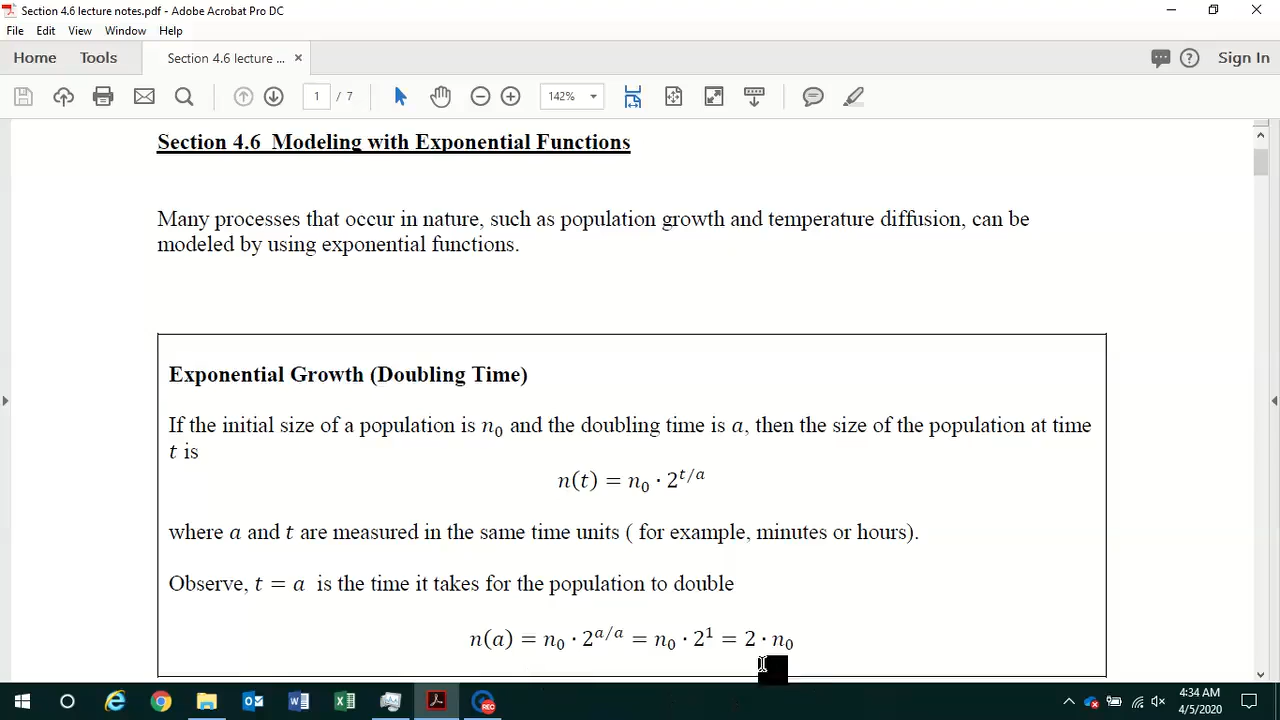 Section 4.6 lecture notes.pdf - Adobe Acrobat Pro DC
File Edit View Window Help
Home Tools Section 4.6 lecture ... × Sign In
1 / 7 142%
Section 4.6 Modeling with Exponential Functions
Many processes that occur in nature, such as population growth and temperature diffusion, can be
modeled by using exponential functions.
Exponential Growth (Doubling Time)
If the initial size of a population is n₀ and the doubling time is a, then the size of the population at time
t is
n(t) = n₀ · 2^{t/a}
where a and t are measured in the same time units ( for example, minutes or hours).
Observe, t = a is the time it takes for the population to double
n(a) = n₀ · 2^{a/a} = n₀ · 2¹ = 2 · n₀
REC
4:34 AM
4/5/2020